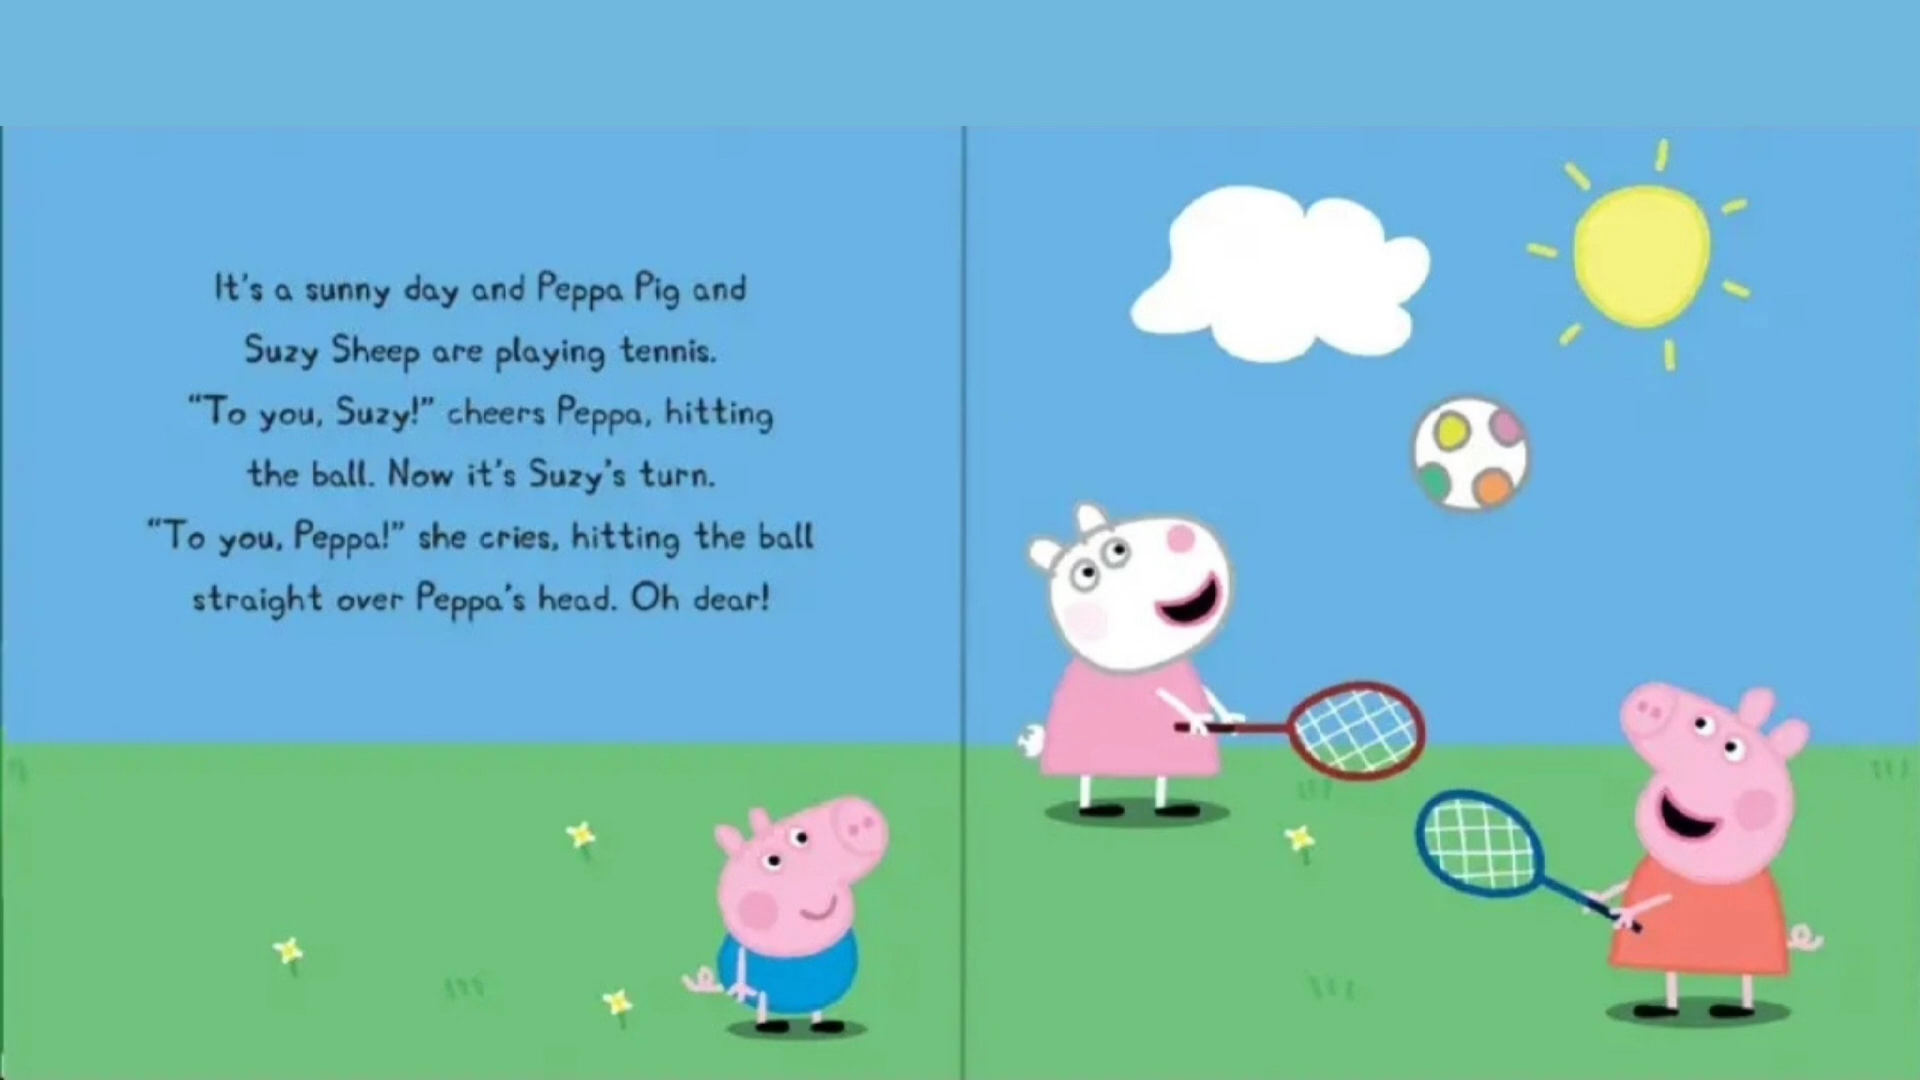 It's a sunny day and Peppa Pig and
Suzy Sheep are playing tennis.
“To you, Suzy!” cheers Peppa, hitting
the ball. Now it's Suzy's turn.
“To you, Peppa!” she cries, hitting the ball
straight over Peppa's head. Oh dear!